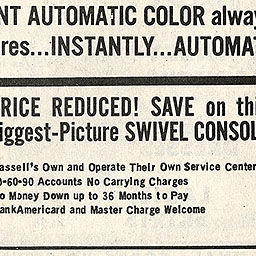 NT AUTOMATIC COLOR alway
res...INSTANTLY...AUTOMA
RICE REDUCED! SAVE on thi
iggest-Picture SWIVEL CONSOL
assell's Own and Operate Their Own Service Center
0-60-90 Accounts No Carrying Charges
o Money Down up to 36 Months to Pay
ankAmericard and Master Charge Welcome